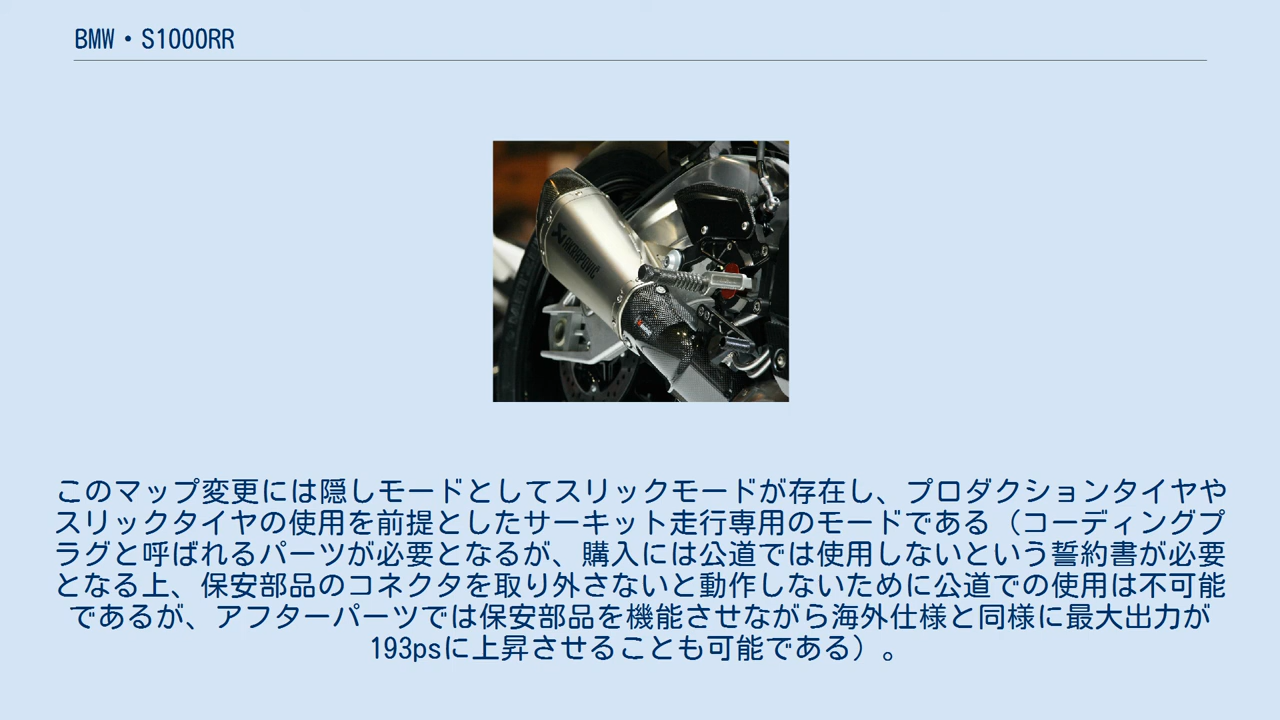 BMW・S1000RR
AKRAPOVIČ
このマップ変更には隠しモードとしてスリックモードが存在し、プロダクションタイヤや
スリックタイヤの使用を前提としたサーキット走行専用のモードである（コーディングプ
ラグと呼ばれるパーツが必要となるが、購入には公道では使用しないという誓約書が必要
となる上、保安部品のコネクタを取り外さないと動作しないために公道での使用は不可能
であるが、アフターパーツでは保安部品を機能させながら海外仕様と同様に最大出力が
193psに上昇させることも可能である）。